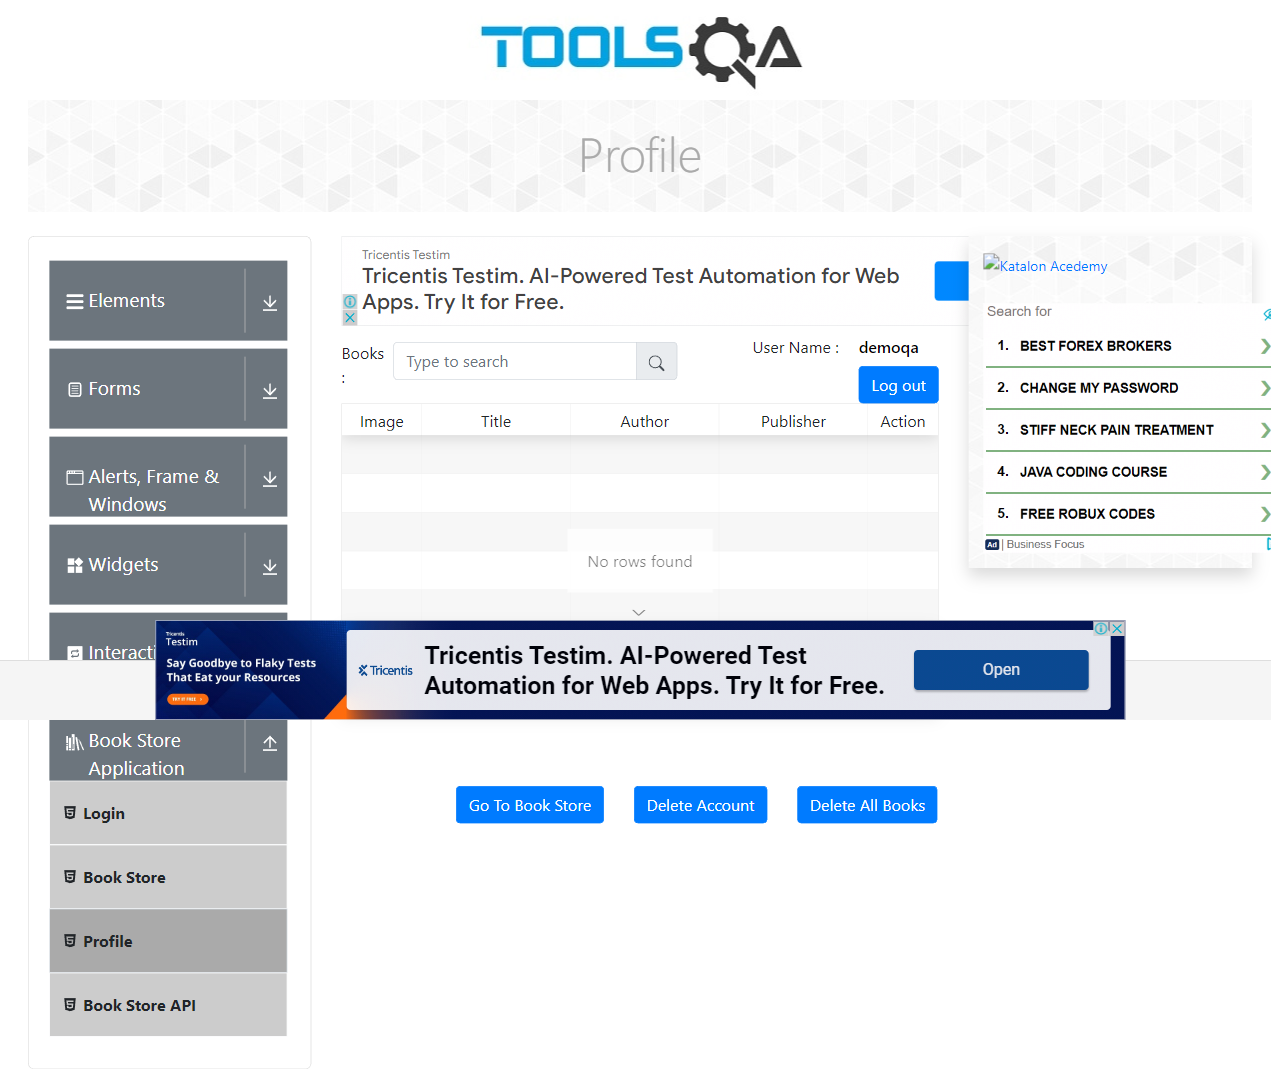 TOOLSQA
Profile
Elements
Forms
Alerts, Frame &
Windows
Widgets
Interacti
Book Store
Application
Login
Book Store
Profile
Book Store API
Tricentis Testim
Tricentis Testim. AI-Powered Test Automation for Web
Apps. Try It for Free.
Books
:
Type to search
User Name :
demoqa
Log out
Image
Title
Author
Publisher
Action
No rows found
Tricentis
Testim
Say Goodbye to Flaky Tests
That Eat your Resources
TRY IT FREE
Tricentis
Tricentis Testim. AI-Powered Test
Automation for Web Apps. Try It for Free.
Open
Go To Book Store
Delete Account
Delete All Books
Katalon Acedemy
Search for
1. BEST FOREX BROKERS
2. CHANGE MY PASSWORD
3. STIFF NECK PAIN TREATMENT
4. JAVA CODING COURSE
5. FREE ROBUX CODES
Ad | Business Focus